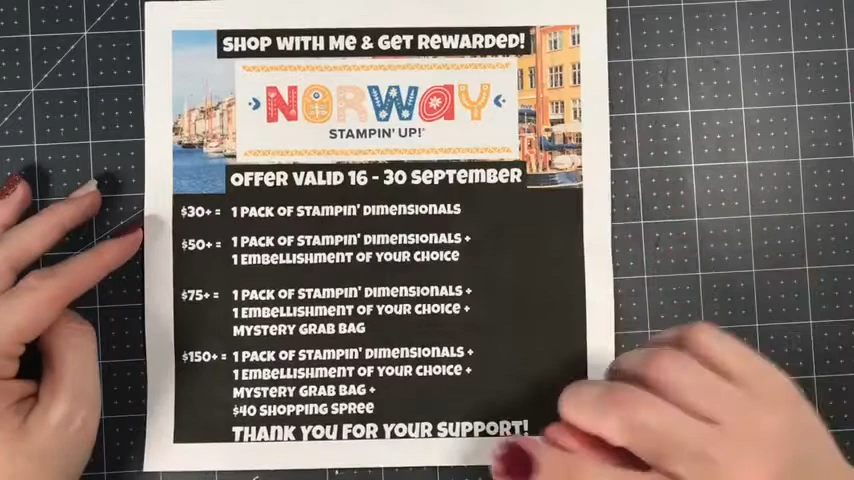 SHOP WITH ME & GET REWARDED!
NORWAY
STAMPIN' UP!®
OFFER VALID 16 - 30 SEPTEMBER
$30+ = 1 PACK OF STAMPIN' DIMENSIONALS
$50+ = 1 PACK OF STAMPIN' DIMENSIONALS +
1 EMBELLISHMENT OF YOUR CHOICE
$75+ = 1 PACK OF STAMPIN' DIMENSIONALS +
1 EMBELLISHMENT OF YOUR CHOICE +
MYSTERY GRAB BAG
$150+ = 1 PACK OF STAMPIN' DIMENSIONALS +
1 EMBELLISHMENT OF YOUR CHOICE +
MYSTERY GRAB BAG +
$40 SHOPPING SPREE
THANK YOU FOR YOUR SUPPORT!